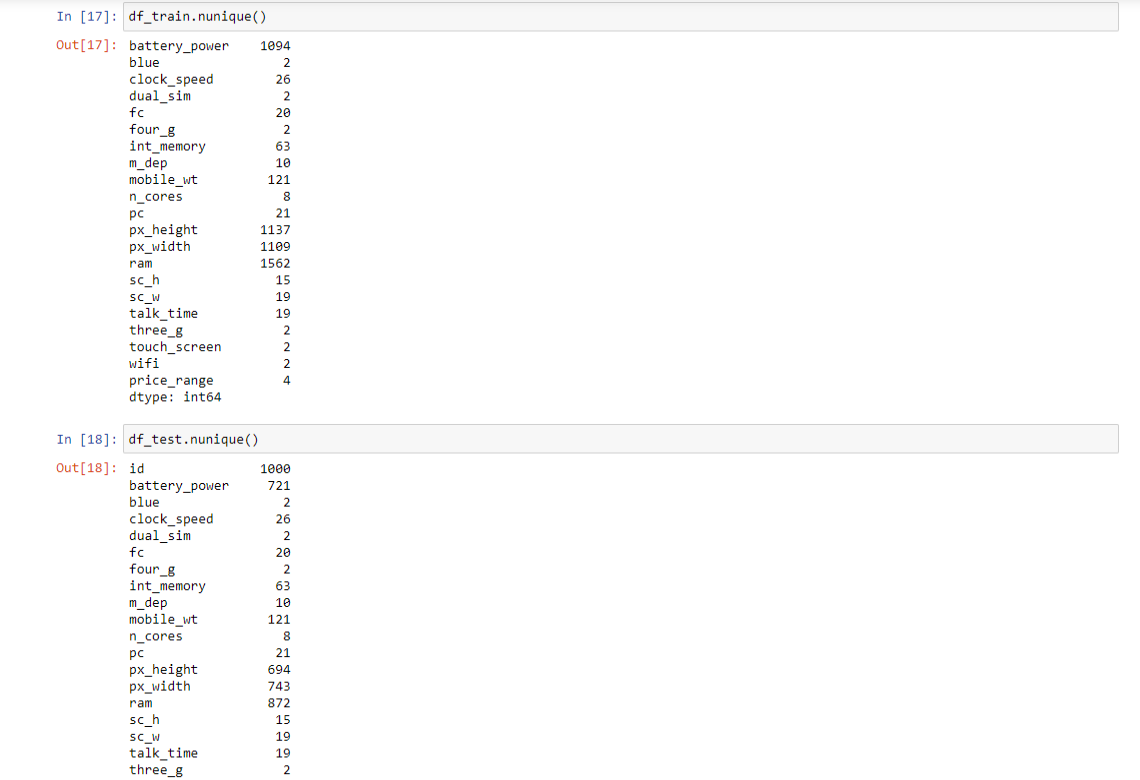 In [17]: df_train.nunique()
Out[17]: battery_power 1094
blue 2
clock_speed 26
dual_sim 2
fc 20
four_g 2
int_memory 63
m_dep 10
mobile_wt 121
n_cores 8
pc 21
px_height 1137
px_width 1109
ram 1562
sc_h 15
sc_w 19
talk_time 19
three_g 2
touch_screen 2
wifi 2
price_range 4
dtype: int64
In [18]: df_test.nunique()
Out[18]: id 1000
battery_power 721
blue 2
clock_speed 26
dual_sim 2
fc 20
four_g 2
int_memory 63
m_dep 10
mobile_wt 121
n_cores 8
pc 21
px_height 694
px_width 743
ram 872
sc_h 15
sc_w 19
talk_time 19
three_g 2